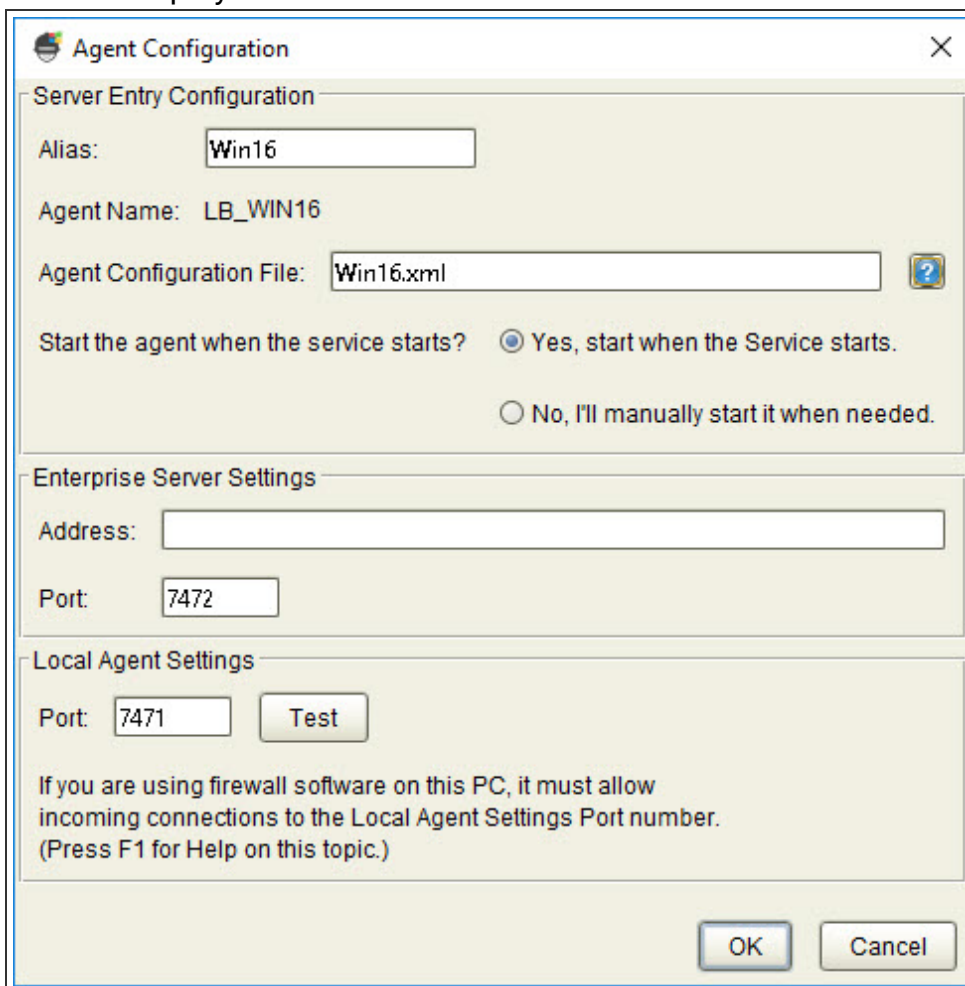 Agent Configuration
Server Entry Configuration
Alias: Win16
Agent Name: LB_WIN16
Agent Configuration File: Win16.xml ?
Start the agent when the service starts? Yes, start when the Service starts.
No, I'll manually start it when needed.
Enterprise Server Settings
Address:
Port: 7472
Local Agent Settings
Port: 7471 Test
If you are using firewall software on this PC, it must allow
incoming connections to the Local Agent Settings Port number.
(Press F1 for Help on this topic.)
OK Cancel